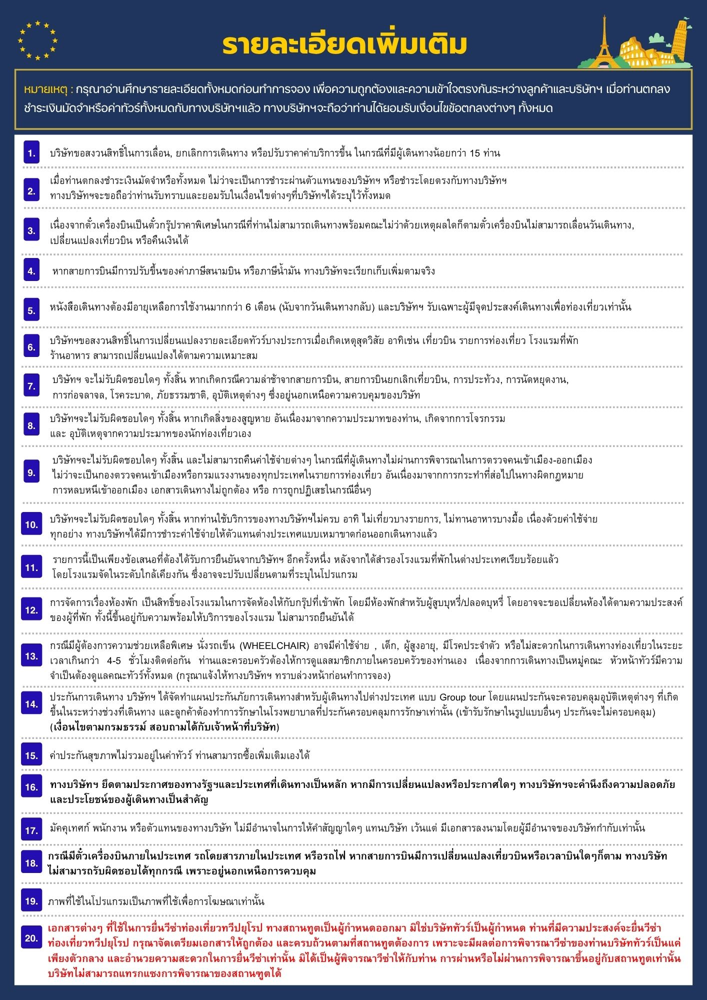 รายละเอียดเพิ่มเติม
หมายเหตุ : กรุณาอ่านศึกษารายละเอียดทั้งหมดก่อนทำการจอง เพื่อความถูกต้องและความเข้าใจตรงกันระหว่างลูกค้าและบริษัทฯ เมื่อท่านตกลง
ชำระเงินมัดจำหรือค่าทัวร์ทั้งหมดกับทางบริษัทฯแล้ว ทางบริษัทฯจะถือว่าท่านได้ยอมรับเงื่อนไขข้อตกลงต่างๆ ทั้งหมด
1. บริษัทขอสงวนสิทธิ์ในการเลื่อน, ยกเลิกการเดินทาง หรือปรับราคาค่าบริการขึ้น ในกรณีที่มีผู้เดินทางน้อยกว่า 15 ท่าน
2. เมื่อท่านตกลงชำระเงินมัดจำหรือทั้งหมด ไม่ว่าจะเป็นการชำระผ่านตัวแทนของบริษัทฯ หรือชำระโดยตรงกับทางบริษัทฯ
ทางบริษัทฯจะขอถือว่าท่านรับทราบและยอมรับในเงื่อนไขต่างๆที่บริษัทฯได้ระบุไว้ทั้งหมด
3. เนื่องจากตั๋วเครื่องบินเป็นตั๋วกรุ๊ปราคาพิเศษในกรณีที่ท่านไม่สามารถเดินทางพร้อมคณะไม่ว่าด้วยเหตุผลใดก็ตามตั๋วเครื่องบินไม่สามารถเลื่อนวันเดินทาง,
เปลี่ยนแปลงเที่ยวบิน หรือคืนเงินได้
4. หากสายการบินมีการปรับขึ้นของค่าภาษีสนามบิน หรือภาษีน้ำมัน ทางบริษัทจะเรียกเก็บเพิ่มตามจริง
5. หนังสือเดินทางต้องมีอายุเหลือการใช้งานมากกว่า 6 เดือน (นับจากวันเดินทางกลับ) และบริษัทฯ รับเฉพาะผู้มีจุดประสงค์เดินทางเพื่อท่องเที่ยวเท่านั้น
6. บริษัทฯขอสงวนสิทธิ์ในการเปลี่ยนแปลงรายละเอียดทัวร์บางประการเมื่อเกิดเหตุสุดวิสัย อาทิเช่น เที่ยวบิน รายการท่องเที่ยว โรงแรมที่พัก
ร้านอาหาร สามารถเปลี่ยนแปลงได้ตามความเหมาะสม
7. บริษัทฯ จะไม่รับผิดชอบใดๆ ทั้งสิ้น หากเกิดกรณีความล่าช้าจากสายการบิน, สายการบินยกเลิกเที่ยวบิน, การประท้วง, การนัดหยุดงาน,
การก่อจลาจล, โรคระบาด, ภัยธรรมชาติ, อุบัติเหตุต่างๆ ซึ่งอยู่นอกเหนือความควบคุมของบริษัท
8. บริษัทฯจะไม่รับผิดชอบใดๆ ทั้งสิ้น หากเกิดสิ่งของสูญหาย อันเนื่องมาจากความประมาทของท่าน, เกิดจากการโจรกรรม
และ อุบัติเหตุจากความประมาทของนักท่องเที่ยวเอง
9. บริษัทฯจะไม่รับผิดชอบใดๆ ทั้งสิ้น และไม่สามารถคืนค่าใช้จ่ายต่างๆ ในกรณีที่ผู้เดินทางไม่ผ่านการพิจารณาในการตรวจคนเข้าเมือง-ออกเมือง
ไม่ว่าจะเป็นกองตรวจคนเข้าเมืองหรือกรมแรงงานของทุกประเทศในรายการท่องเที่ยว อันเนื่องมาจากการกระทำที่ส่อไปในทางผิดกฎหมาย
การหลบหนีเข้าออกเมือง เอกสารเดินทางไม่ถูกต้อง หรือ การถูกปฏิเสธในกรณีอื่นๆ
10. บริษัทฯจะไม่รับผิดชอบใดๆ ทั้งสิ้น หากท่านใช้บริการของทางบริษัทฯไม่ครบ อาทิ ไม่เที่ยวบางรายการ, ไม่ทานอาหารบางมื้อ เนื่องด้วยค่าใช้จ่าย
ทุกอย่าง ทางบริษัทฯได้มีการชำระค่าใช้จ่ายให้ตัวแทนต่างประเทศแบบเหมาขาดก่อนออกเดินทางแล้ว
11. รายการนี้เป็นเพียงข้อเสนอที่ต้องได้รับการยืนยันจากบริษัทฯ อีกครั้งหนึ่ง หลังจากได้สำรองโรงแรมที่พักในต่างประเทศเรียบร้อยแล้ว
โดยโรงแรมจัดในระดับใกล้เคียงกัน ซึ่งอาจจะปรับเปลี่ยนตามที่ระบุในโปรแกรม
12. การจัดการเรื่องห้องพัก เป็นสิทธิ์ของโรงแรมในการจัดห้องให้กับกรุ๊ปที่เข้าพัก โดยมีห้องพักสำหรับผู้สูบบุหรี่/ปลอดบุหรี่ โดยอาจจะขอเปลี่ยนห้องได้ตามความประสงค์
ของผู้ที่พัก ทั้งนี้ขึ้นอยู่กับความพร้อมให้บริการของโรงแรม ไม่สามารถยืนยันได้
13. กรณีมีผู้ต้องการความช่วยเหลือพิเศษ นั่งรถเข็น (WHEELCHAIR) อาจมีค่าใช้จ่าย , เด็ก, ผู้สูงอายุ, มีโรคประจำตัว หรือไม่สะดวกในการเดินทางท่องเที่ยวในระยะ
เวลาเกินกว่า 4-5 ชั่วโมงติดต่อกัน ท่านและครอบครัวต้องให้การดูแลสมาชิกภายในครอบครัวของท่านเอง เนื่องจากการเดินทางเป็นหมู่คณะ หัวหน้าทัวร์มีความ
จำเป็นต้องดูแลคณะทัวร์ทั้งหมด (กรุณาแจ้งให้ทางบริษัทฯ ทราบล่วงหน้าก่อนทำการจอง)
14. ประกันการเดินทาง บริษัทฯ ได้จัดทำแผนประกันภัยการเดินทางสำหรับผู้เดินทางไปต่างประเทศ แบบ Group tour โดยแผนประกันจะครอบคลุมอุบัติเหตุต่างๆ ที่เกิด
ขึ้นในระหว่างช่วงที่เดินทาง และลูกค้าต้องทำการรักษาในโรงพยาบาลที่ประกันครอบคลุมการรักษาเท่านั้น (เข้ารับรักษาในรูปแบบอื่นๆ ประกันจะไม่ครอบคลุม)
(เงื่อนไขตามกรมธรรม์ สอบถามได้กับเจ้าหน้าที่บริษัท)
15. ค่าประกันสุขภาพไม่รวมอยู่ในค่าทัวร์ ท่านสามารถซื้อเพิ่มเติมเองได้
16. ทางบริษัทฯ ยึดตามประกาศของทางรัฐฯและประเทศที่เดินทางเป็นหลัก หากมีการเปลี่ยนแปลงหรือประกาศใดๆ ทางบริษัทฯจะคำนึงถึงความปลอดภัย
และประโยชน์ของผู้เดินทางเป็นสำคัญ
17. มัคคุเทศก์ พนักงาน หรือตัวแทนของทางบริษัท ไม่มีอำนาจในการให้คำสัญญาใดๆ แทนบริษัท เว้นแต่ มีเอกสารลงนามโดยผู้มีอำนาจของบริษัทกำกับเท่านั้น
18. กรณีมีตั๋วเครื่องบินภายในประเทศ รถโดยสารภายในประเทศ หรือรถไฟ หากสายการบินมีการเปลี่ยนแปลงเที่ยวบินหรือเวลาบินใดๆก็ตาม ทางบริษัท
ไม่สามารถรับผิดชอบได้ทุกกรณี เพราะอยู่นอกเหนือการควบคุม
19. ภาพที่ใช้ในโปรแกรมเป็นภาพที่ใช้เพื่อการโฆษณาเท่านั้น
20. เอกสารต่างๆ ที่ใช้ในการยื่นวีซ่าท่องเที่ยวทวีปยุโรป ทางสถานทูตเป็นผู้กำหนดออกมา มิใช่บริษัททัวร์เป็นผู้กำหนด ท่านที่มีความประสงค์จะยื่นวีซ่า
ท่องเที่ยวทวีปยุโรป กรุณาจัดเตรียมเอกสารให้ถูกต้อง และครบถ้วนตามที่สถานทูตต้องการ เพราะจะมีผลต่อการพิจารณาวีซ่าของท่านบริษัททัวร์เป็นแค่
เพียงตัวกลาง และอำนวยความสะดวกในการยื่นวีซ่าเท่านั้น มิได้เป็นผู้พิจารณาวีซ่าให้กับท่าน การผ่านหรือไม่ผ่านการพิจารณาขึ้นอยู่กับสถานทูตเท่านั้น
บริษัทไม่สามารถแทรกแซงการพิจารณาของสถานฑูตได้